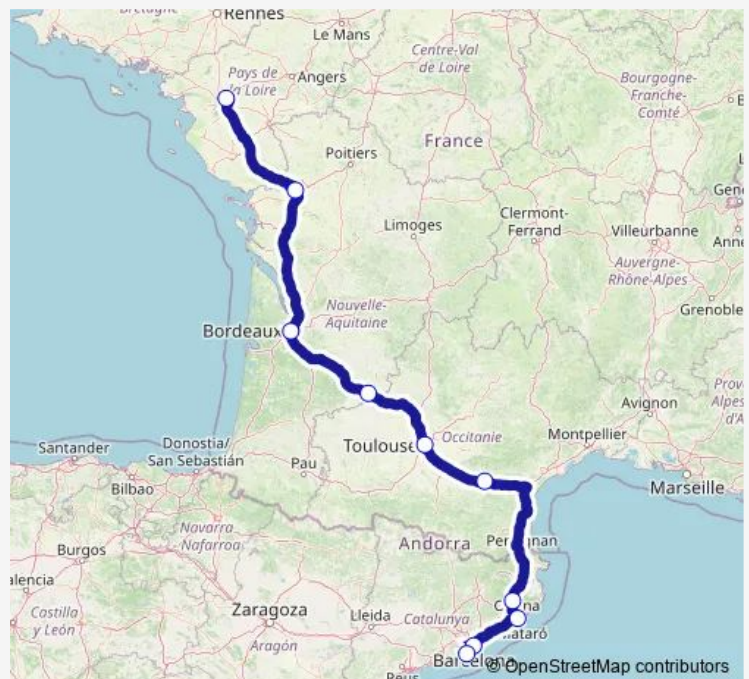 Bretagne
Rennes
Le Mans
Pays de
la Loire
Angers
Centre-Val
de Loire
Bourgogne-
Franche-
Comté
Poitiers
France
Limoges
Clermont-
Ferrand
Villeurbanne
Auvergne-
Rhône-Alpes
Nouvelle-
Aquitaine
Bordeaux
Grenoble
Avignon
Santander
Donostia/
San Sebastián
Toulouse
Occitanie
Montpellier
Bilbao
Pau
Marseille
Navarra -
Nafarroa
Andorra
Burgos
Castilla
y León
Zaragoza
Lleida
Catalunya
Aragón
Reus
Barcelona
© OpenStreetMap contributors